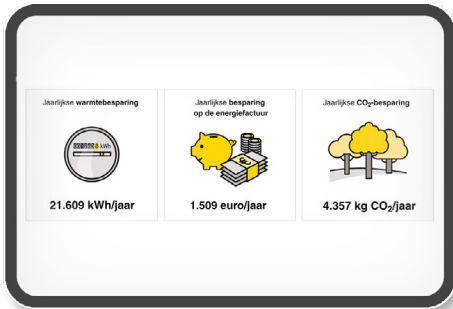 Jaarlijkse warmtebesparing
kWh
21.609 kWh/jaar
Jaarlijkse besparing
op de energiefactuur
1.509 euro/jaar
Jaarlijkse CO₂-besparing
4.357 kg CO₂/jaar